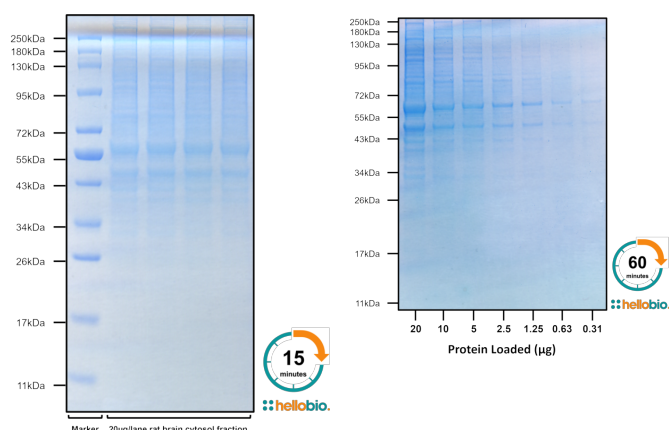 250kDa
180kDa
130kDa
95kDa
72kDa
55kDa
43kDa
34kDa
26kDa
17kDa
11kDa
Marker 20ug/lane rat brain cytosol fraction
15
minutes
hellobio.
250kDa
180kDa
130kDa
95kDa
72kDa
55kDa
43kDa
34kDa
26kDa
17kDa
11kDa
20 10 5 2.5 1.25 0.63 0.31
Protein Loaded (µg)
60
minutes
hellobio.